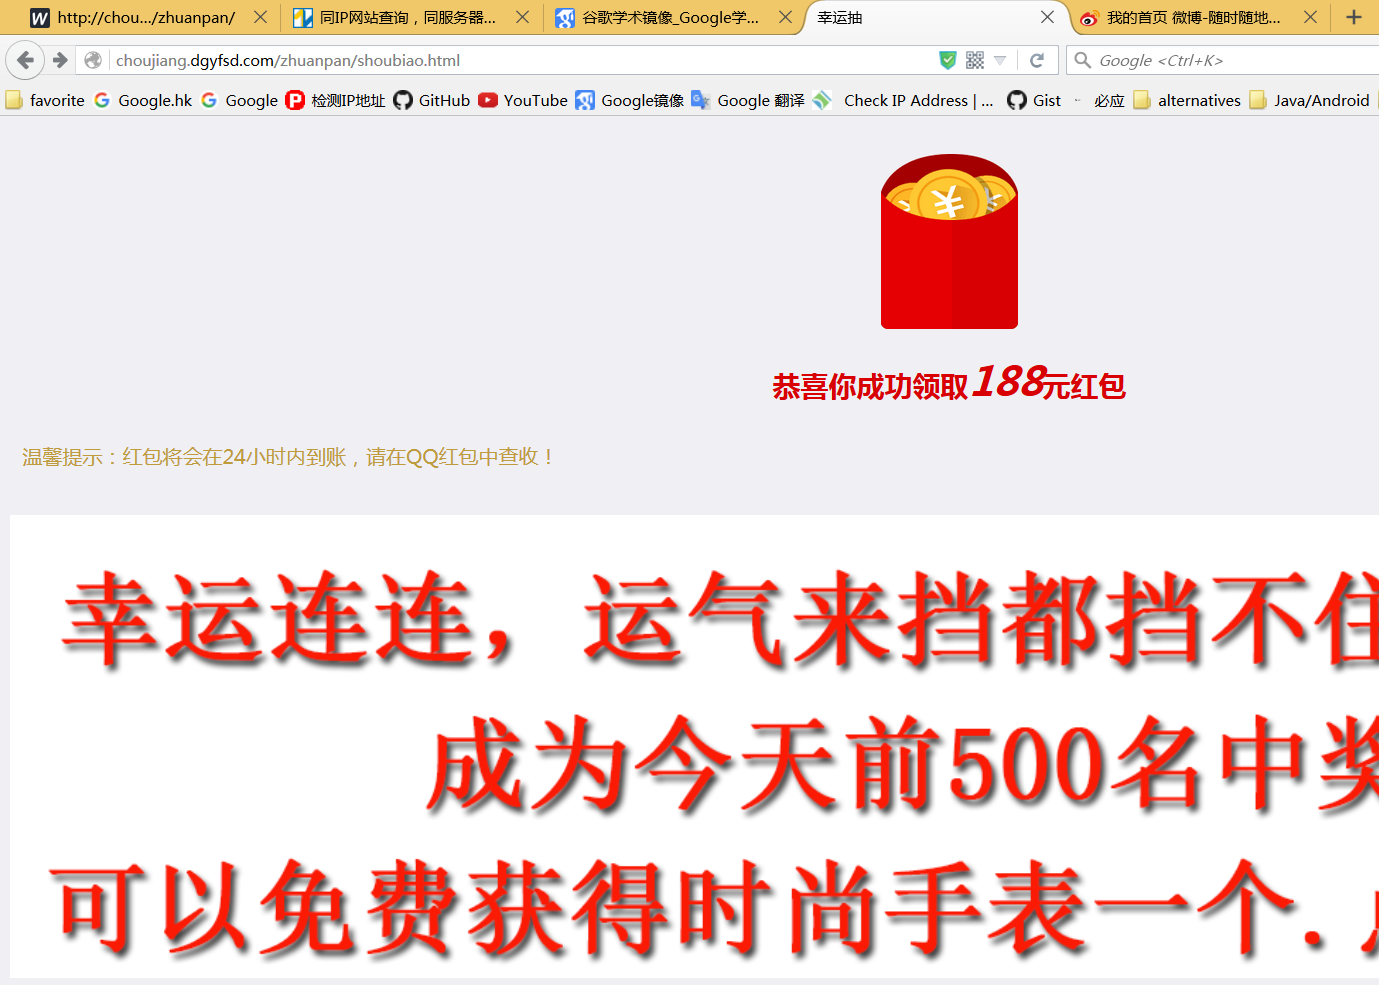 http://chou.../zhuanpan/
同IP网站查询，同服务器...
谷歌学术镜像_Google学...
幸运抽
我的首页 微博-随时随地...
choujiang.dgyfsd.com/zhuanpan/shoubiao.html
Google <Ctrl+K>
favorite Google.hk Google 检测IP地址 GitHub YouTube Google镜像 Google 翻译 Check IP Address | ... Gist 必应 alternatives Java/Android
恭喜你成功领取188元红包
温馨提示：红包将会在24小时内到账，请在QQ红包中查收！
幸运连连，运气来挡都挡不住
成为今天前500名中奖
可以免费获得时尚手表一个.